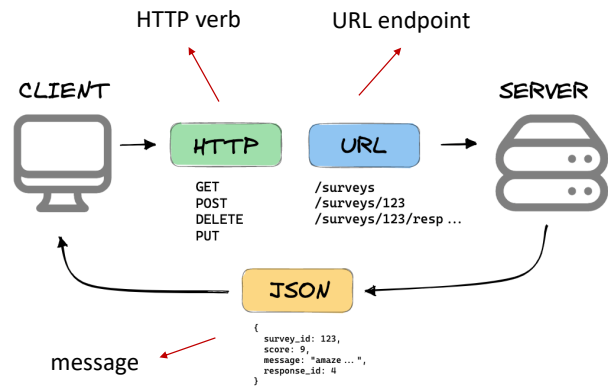 HTTP verb
URL endpoint
CLIENT
SERVER
HTTP
URL
GET
POST
DELETE
PUT
/surveys
/surveys/123
/surveys/123/resp ...
JSON
{
survey_id: 123,
score: 9,
message: "amaze ...",
response_id: 4
}
message